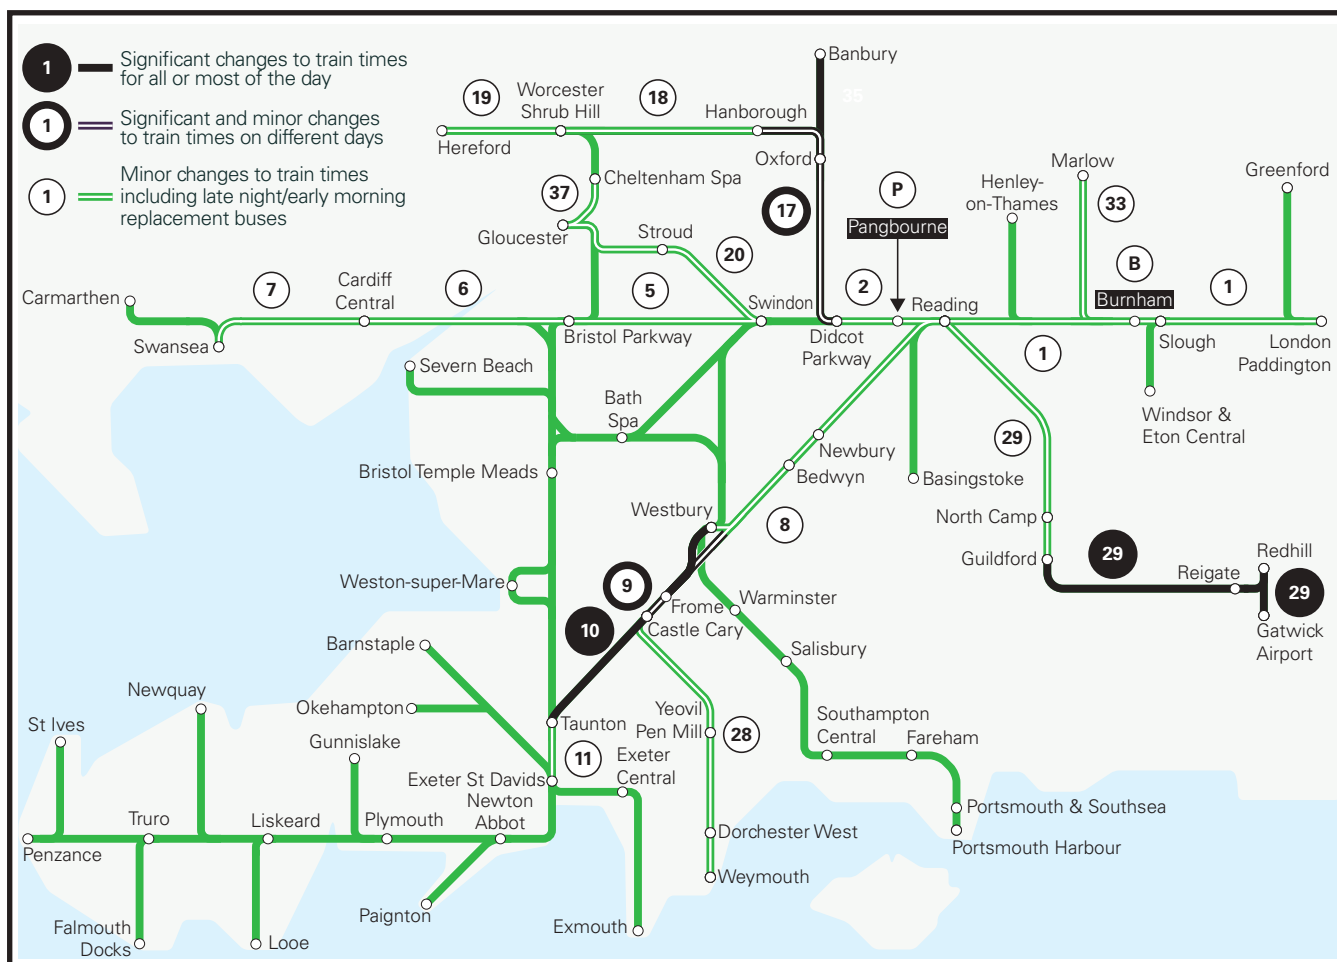 1
Significant changes to train times
for all or most of the day
1
Significant and minor changes
to train times on different days
1
Minor changes to train times
including late night/early morning
replacement buses
Banbury
35
19
Worcester
Shrub Hill
18
Hanborough
Hereford
Oxford
Marlow
Greenford
Henley-
on-Thames
33
P
37
Cheltenham Spa
17
Pangbourne
Gloucester
Stroud
20
B
Carmarthen
7
Cardiff
Central
6
5
Swindon
2
Reading
Burnham
1
Swansea
Bristol Parkway
Didcot
Parkway
1
Slough
London
Paddington
Severn Beach
Bath
Spa
Windsor &
Eton Central
29
Newbury
Bedwyn
Bristol Temple Meads
Basingstoke
Westbury
8
North Camp
Guildford
29
Redhill
Reigate
29
Weston-super-Mare
9
Frome
Castle Cary
Warminster
10
Gatwick
Airport
Barnstaple
Salisbury
Newquay
Okehampton
St Ives
Gunnislake
Taunton
Yeovil
Pen Mill
28
Southampton
Central
Fareham
11
Exeter
Central
Exeter St Davids
Newton
Abbot
Truro
Liskeard
Plymouth
Portsmouth & Southsea
Dorchester West
Penzance
Portsmouth Harbour
Weymouth
Paignton
Falmouth
Docks
Looe
Exmouth